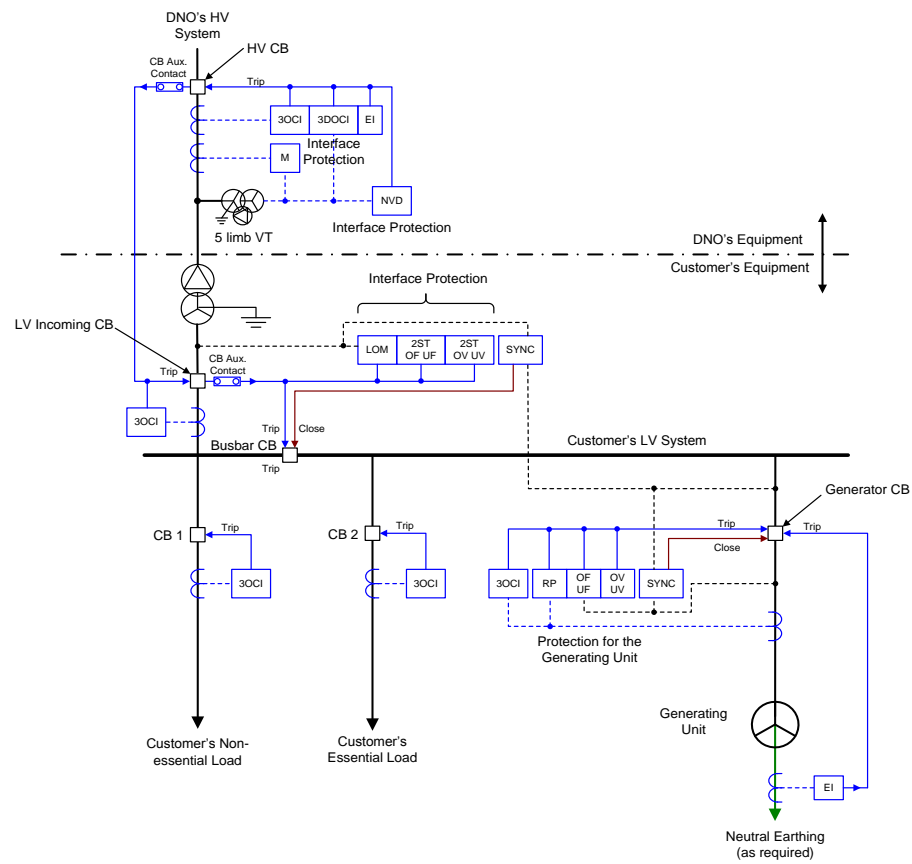 DNO's HV
System
HV CB
CB Aux.
Contact
Trip
3OCI
3DOCI
EI
Interface
Protection
M
NVD
5 limb VT
Interface Protection
DNO's Equipment
Customer's Equipment
Interface Protection
LV Incoming CB
LOM
2ST
OF UF
2ST
OV UV
SYNC
CB Aux.
Contact
Trip
3OCI
Trip
Close
Busbar CB
Trip
Customer's LV System
Generator CB
CB 1
Trip
3OCI
CB 2
Trip
3OCI
Trip
Trip
Close
3OCI
RP
OF
UF
OV
UV
SYNC
Protection for the
Generating Unit
Generating
Unit
Customer's Non-
essential Load
Customer's
Essential Load
EI
Neutral Earthing
(as required)